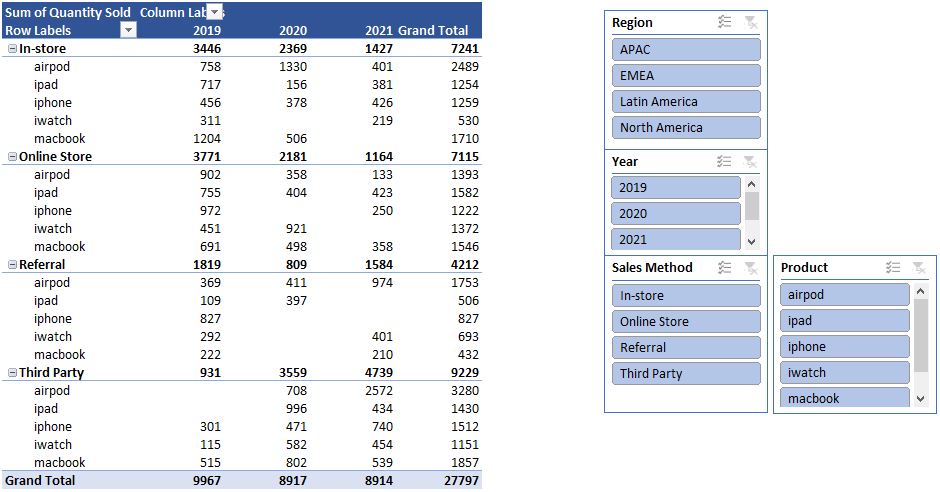 Sum of Quantity Sold Column Labels
Row Labels 2019 2020 2021 Grand Total
In-store 3446 2369 1427 7241
airpod 758 1330 401 2489
ipad 717 156 381 1254
iphone 456 378 426 1259
iwatch 311 219 530
macbook 1204 506 1710
Online Store 3771 2181 1164 7115
airpod 902 358 133 1393
ipad 755 404 423 1582
iphone 972 250 1222
iwatch 451 921 1372
macbook 691 498 358 1546
Referral 1819 809 1584 4212
airpod 369 411 974 1753
ipad 109 397 506
iphone 827 827
iwatch 292 401 693
macbook 222 210 432
Third Party 931 3559 4739 9229
airpod 708 2572 3280
ipad 996 434 1430
iphone 301 471 740 1512
iwatch 115 582 454 1151
macbook 515 802 539 1857
Grand Total 9967 8917 8914 27797
Region
APAC
EMEA
Latin America
North America
Year
2019
2020
2021
Sales Method
In-store
Online Store
Referral
Third Party
Product
airpod
ipad
iphone
iwatch
macbook